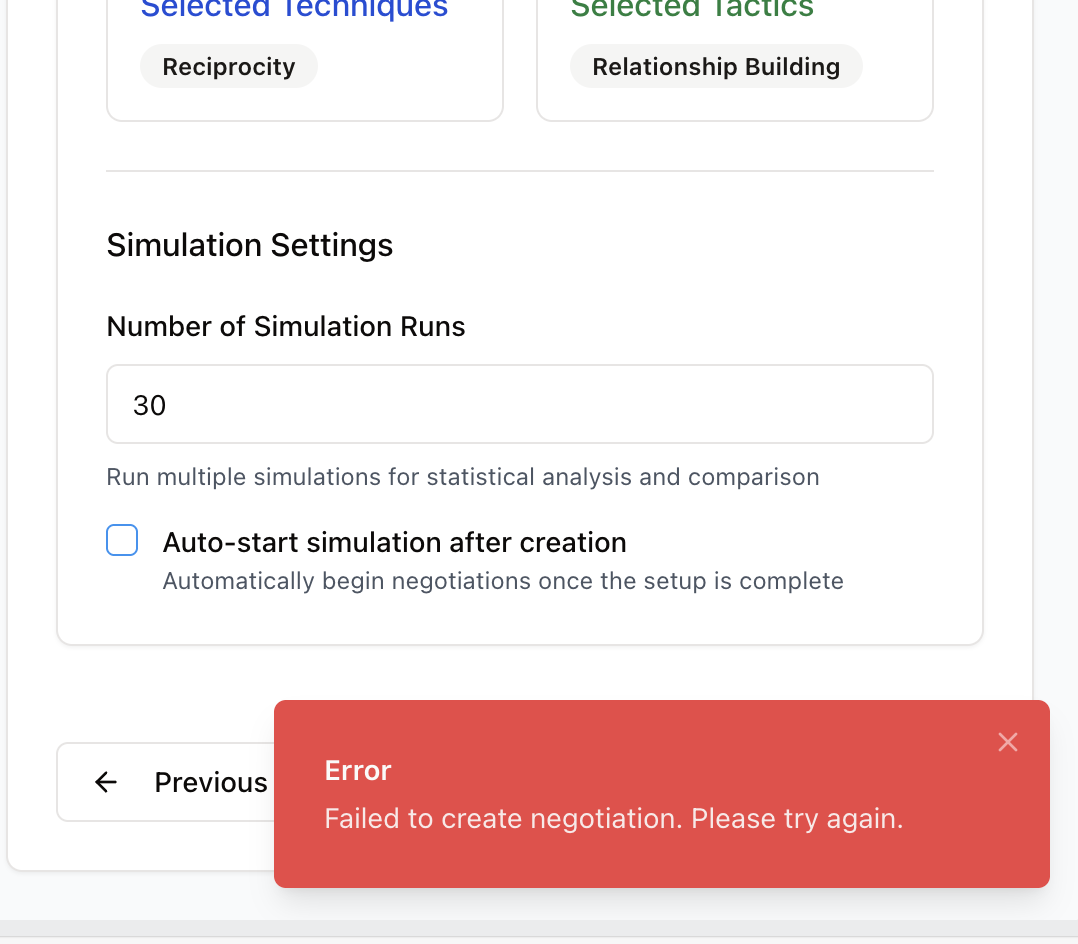 Selected Techniques
Selected Tactics
Reciprocity
Relationship Building
Simulation Settings
Number of Simulation Runs
30
Run multiple simulations for statistical analysis and comparison
Auto-start simulation after creation
Automatically begin negotiations once the setup is complete
Previous
Error
Failed to create negotiation. Please try again.